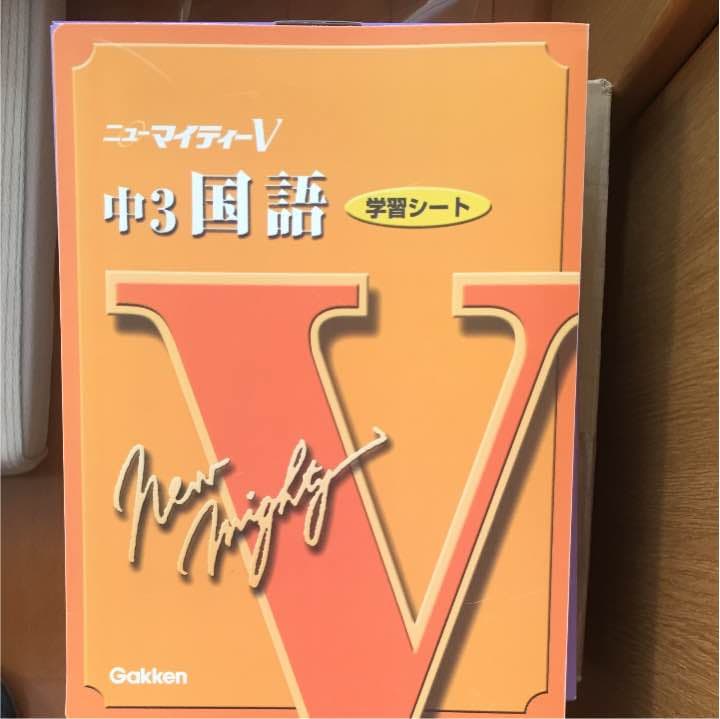 ニューマイティーV
中3国語 学習シート
V
New
mighty
Gakken